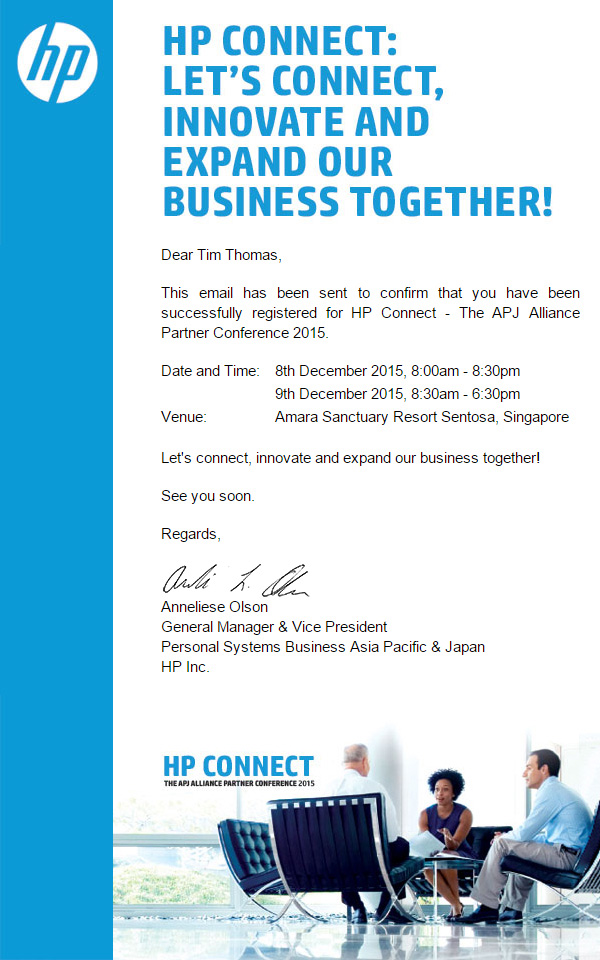 hp
HP CONNECT:
LET'S CONNECT,
INNOVATE AND
EXPAND OUR
BUSINESS TOGETHER!
Dear Tim Thomas,
This email has been sent to confirm that you have been
successfully registered for HP Connect - The APJ Alliance
Partner Conference 2015.
Date and Time: 8th December 2015, 8:00am - 8:30pm
9th December 2015, 8:30am - 6:30pm
Venue: Amara Sanctuary Resort Sentosa, Singapore
Let's connect, innovate and expand our business together!
See you soon.
Regards,
Anneliese Olson
General Manager & Vice President
Personal Systems Business Asia Pacific & Japan
HP Inc.
HP CONNECT
THE APJ ALLIANCE PARTNER CONFERENCE 2015